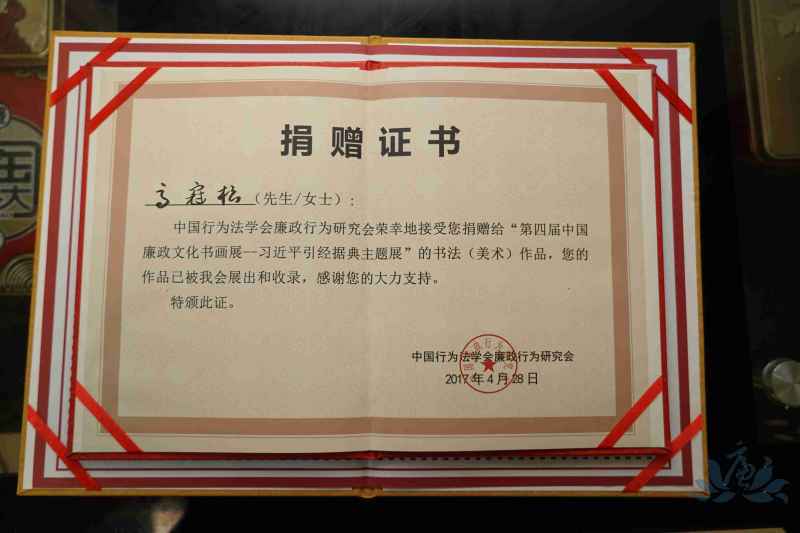 捐赠证书
高冠松(先生/女士):
中国行为法学会廉政行为研究会荣幸地接受您捐赠给“第四届中国
廉政文化书画展--习近平引经据典主题展”的书法(美术)作品,您的
作品已被我会展出和收录,感谢您的大力支持。
特颁此证。
中国行为法学会廉政行为研究会
2017年4月28日